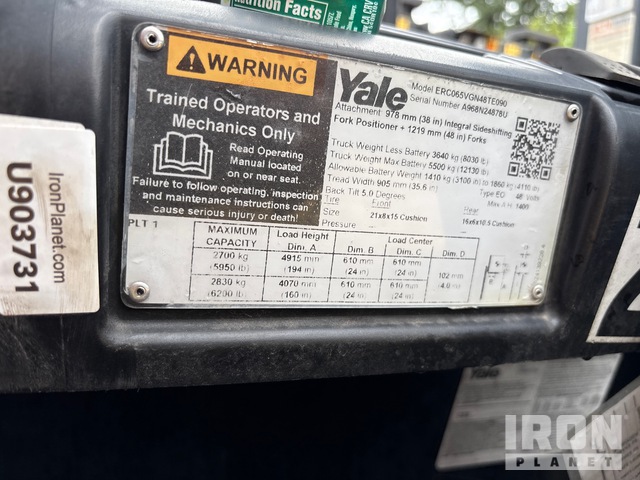 Nutrition Facts
WARNING
Trained Operators and
Mechanics Only
Read Operating
Manual located
on or near seat.
Failure to follow operating, inspection
and maintenance instructions can
cause serious injury or death!
Yale
Model ERC065VGN48TE090
Serial Number A968N24878U
Attachment 978 mm (38 in) Integral Sideshifting
Fork Positioner + 1219 mm (48 in) Forks
Truck Weight Less Battery 3640 kg (8030 lb)
Truck Weight Max Battery 5500 kg (12130 lb)
Allowable Battery Weight 1410 kg (3100 lb) to 1860 kg (4110 lb)
Tread Width 905 mm (35.6 in) Type EO 48 Volts
Back Tilt 5.0 Degrees Max A.H. 1400
Tire Front Rear
Size 21x8x15 Cushion 16x6x10.5 Cushion
Pressure
PLT 1
MAXIMUM CAPACITY Load Height Dim. A Load Center Dim. B Dim. C Dim. D
2700 kg 4915 mm 610 mm 610 mm 102 mm
(5950 lb) (194 in) (24 in) (24 in) (4.0 in)
2830 kg 4070 mm 610 mm 610 mm
(6200 lb) (160 in) (24 in) (24 in)
IronPlanet.com
U903731
Yale
IRON
PLANET